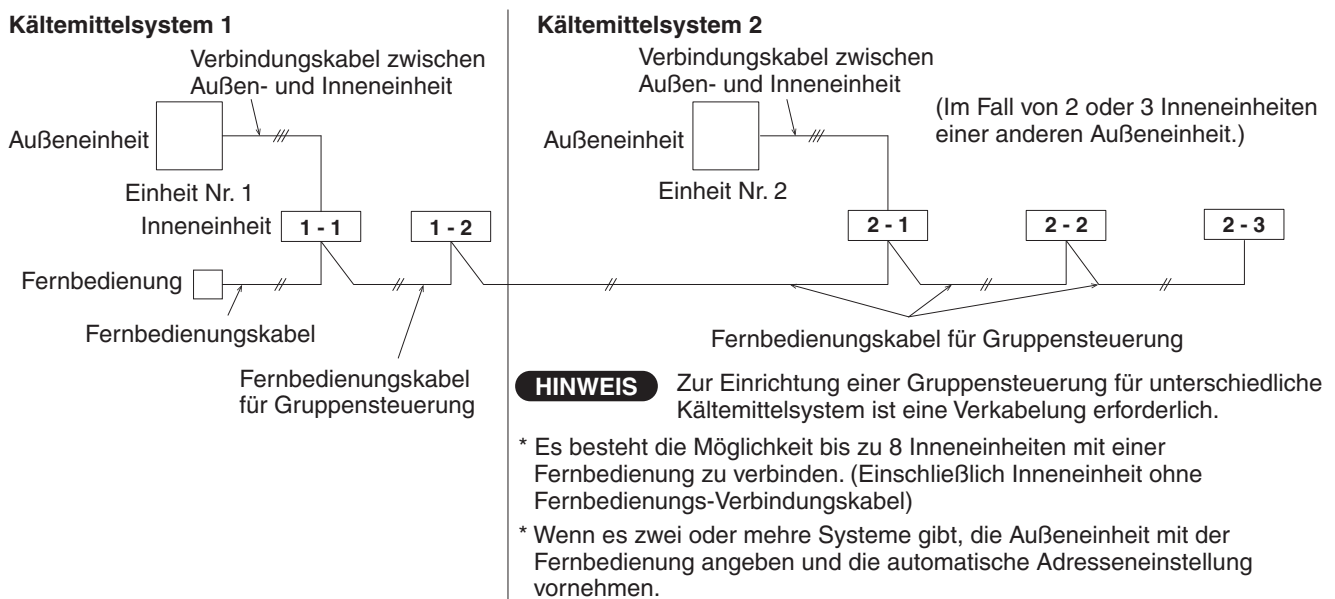 Kältemittelsystem 1
Verbindungskabel zwischen
Außen- und Inneneinheit
Außeneinheit
Einheit Nr. 1
Inneneinheit
1 - 1
1 - 2
Fernbedienung
Fernbedienungskabel
Fernbedienungskabel
für Gruppensteuerung
Kältemittelsystem 2
Verbindungskabel zwischen
Außen- und Inneneinheit
(Im Fall von 2 oder 3 Inneneinheiten
einer anderen Außeneinheit.)
Außeneinheit
Einheit Nr. 2
2 - 1
2 - 2
2 - 3
Fernbedienungskabel für Gruppensteuerung
HINWEIS
Zur Einrichtung einer Gruppensteuerung für unterschiedliche
Kältemittelsystem ist eine Verkabelung erforderlich.
* Es besteht die Möglichkeit bis zu 8 Inneneinheiten mit einer
Fernbedienung zu verbinden. (Einschließlich Inneneinheit ohne
Fernbedienungs-Verbindungskabel)
* Wenn es zwei oder mehre Systeme gibt, die Außeneinheit mit der
Fernbedienung angeben und die automatische Adresseneinstellung
vornehmen.